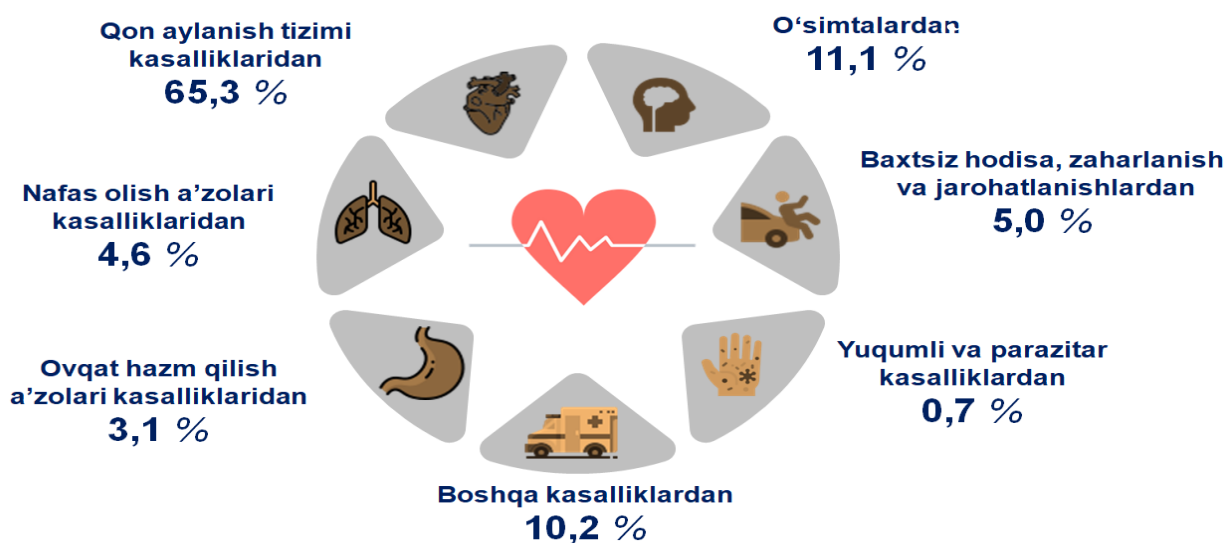 Qon aylanish tizimi
kasalliklaridan
65,3 %
O‘simtalardan
11,1 %
Nafas olish a’zolari
kasalliklaridan
4,6 %
Baxtsiz hodisa, zaharlanish
va jarohatlanishlardan
5,0 %
Ovqat hazm qilish
a’zolari kasalliklaridan
3,1 %
Yuqumli va parazitar
kasalliklardan
0,7 %
Boshqa kasalliklardan
10,2 %